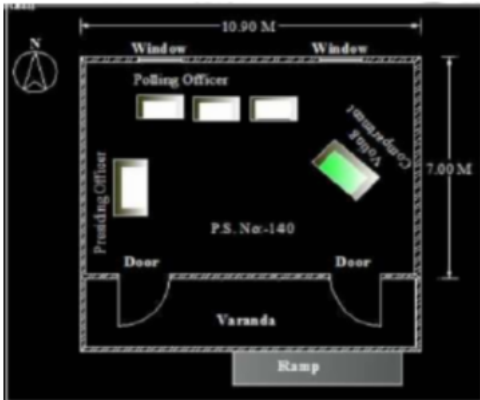 10.90 M
N
Window
Window
Polling Officer
Voting
Compartment
7.00 M
Presiding Officer
P.S. No:-140
Door
Door
Varanda
Ramp